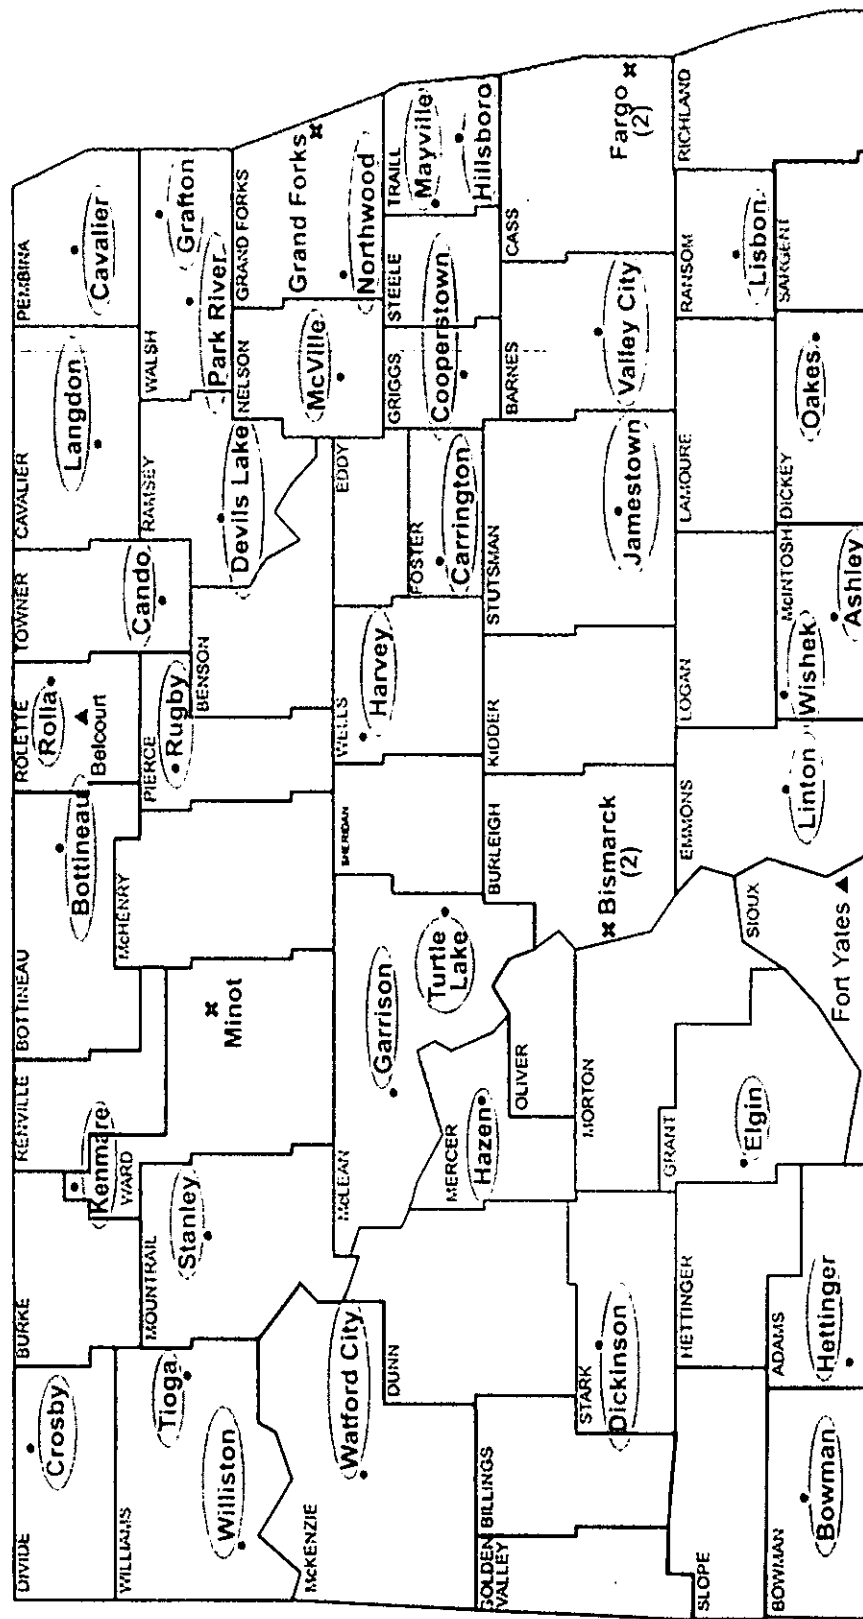 DIVIDE
Crosby
BURKE
RENVILLE
BOTTINEAU
Bottineau
ROLETTE
Rolla
Belcourt
TOWNER
Cando
CAVALIER
Langdon
PEMBINA
Cavalier
WILLIAMS
Tioga
Williston
MOUNTRAIL
Stanley
Kenmare
WARD
Minot
McHENRY
PIERCE
Rugby
BENSON
RAMSEY
Devils Lake
WALSH
Park River
Grafton
NELSON
McVille
GRAND FORKS
Grand Forks
Northwood
McKENZIE
Watford City
DUNN
McLEAN
Garrison
Turtle
Lake
MERCER
Hazen
OLIVER
SHERIDAN
WELLS
Harvey
EDDY
FOSTER
Carrington
GRIGGS
Cooperstown
STEELE
TRAILL
Mayville
Hillsboro
GOLDEN
VALLEY
BILLINGS
STARK
Dickinson
MORTON
BURLEIGH
Bismarck
(2)
KIDDER
STUTSMAN
Jamestown
BARNES
Valley City
CASS
Fargo
(2)
SLOPE
HETTINGER
GRANT
Elgin
SIOUX
Fort Yates
EMMONS
Linton
LOGAN
LAMOURE
RANSOM
Lisbon
RICHLAND
BOWMAN
Bowman
ADAMS
Hettinger
McINTOSH
Wishek
Ashley
DICKEY
Oakes
SARGENT